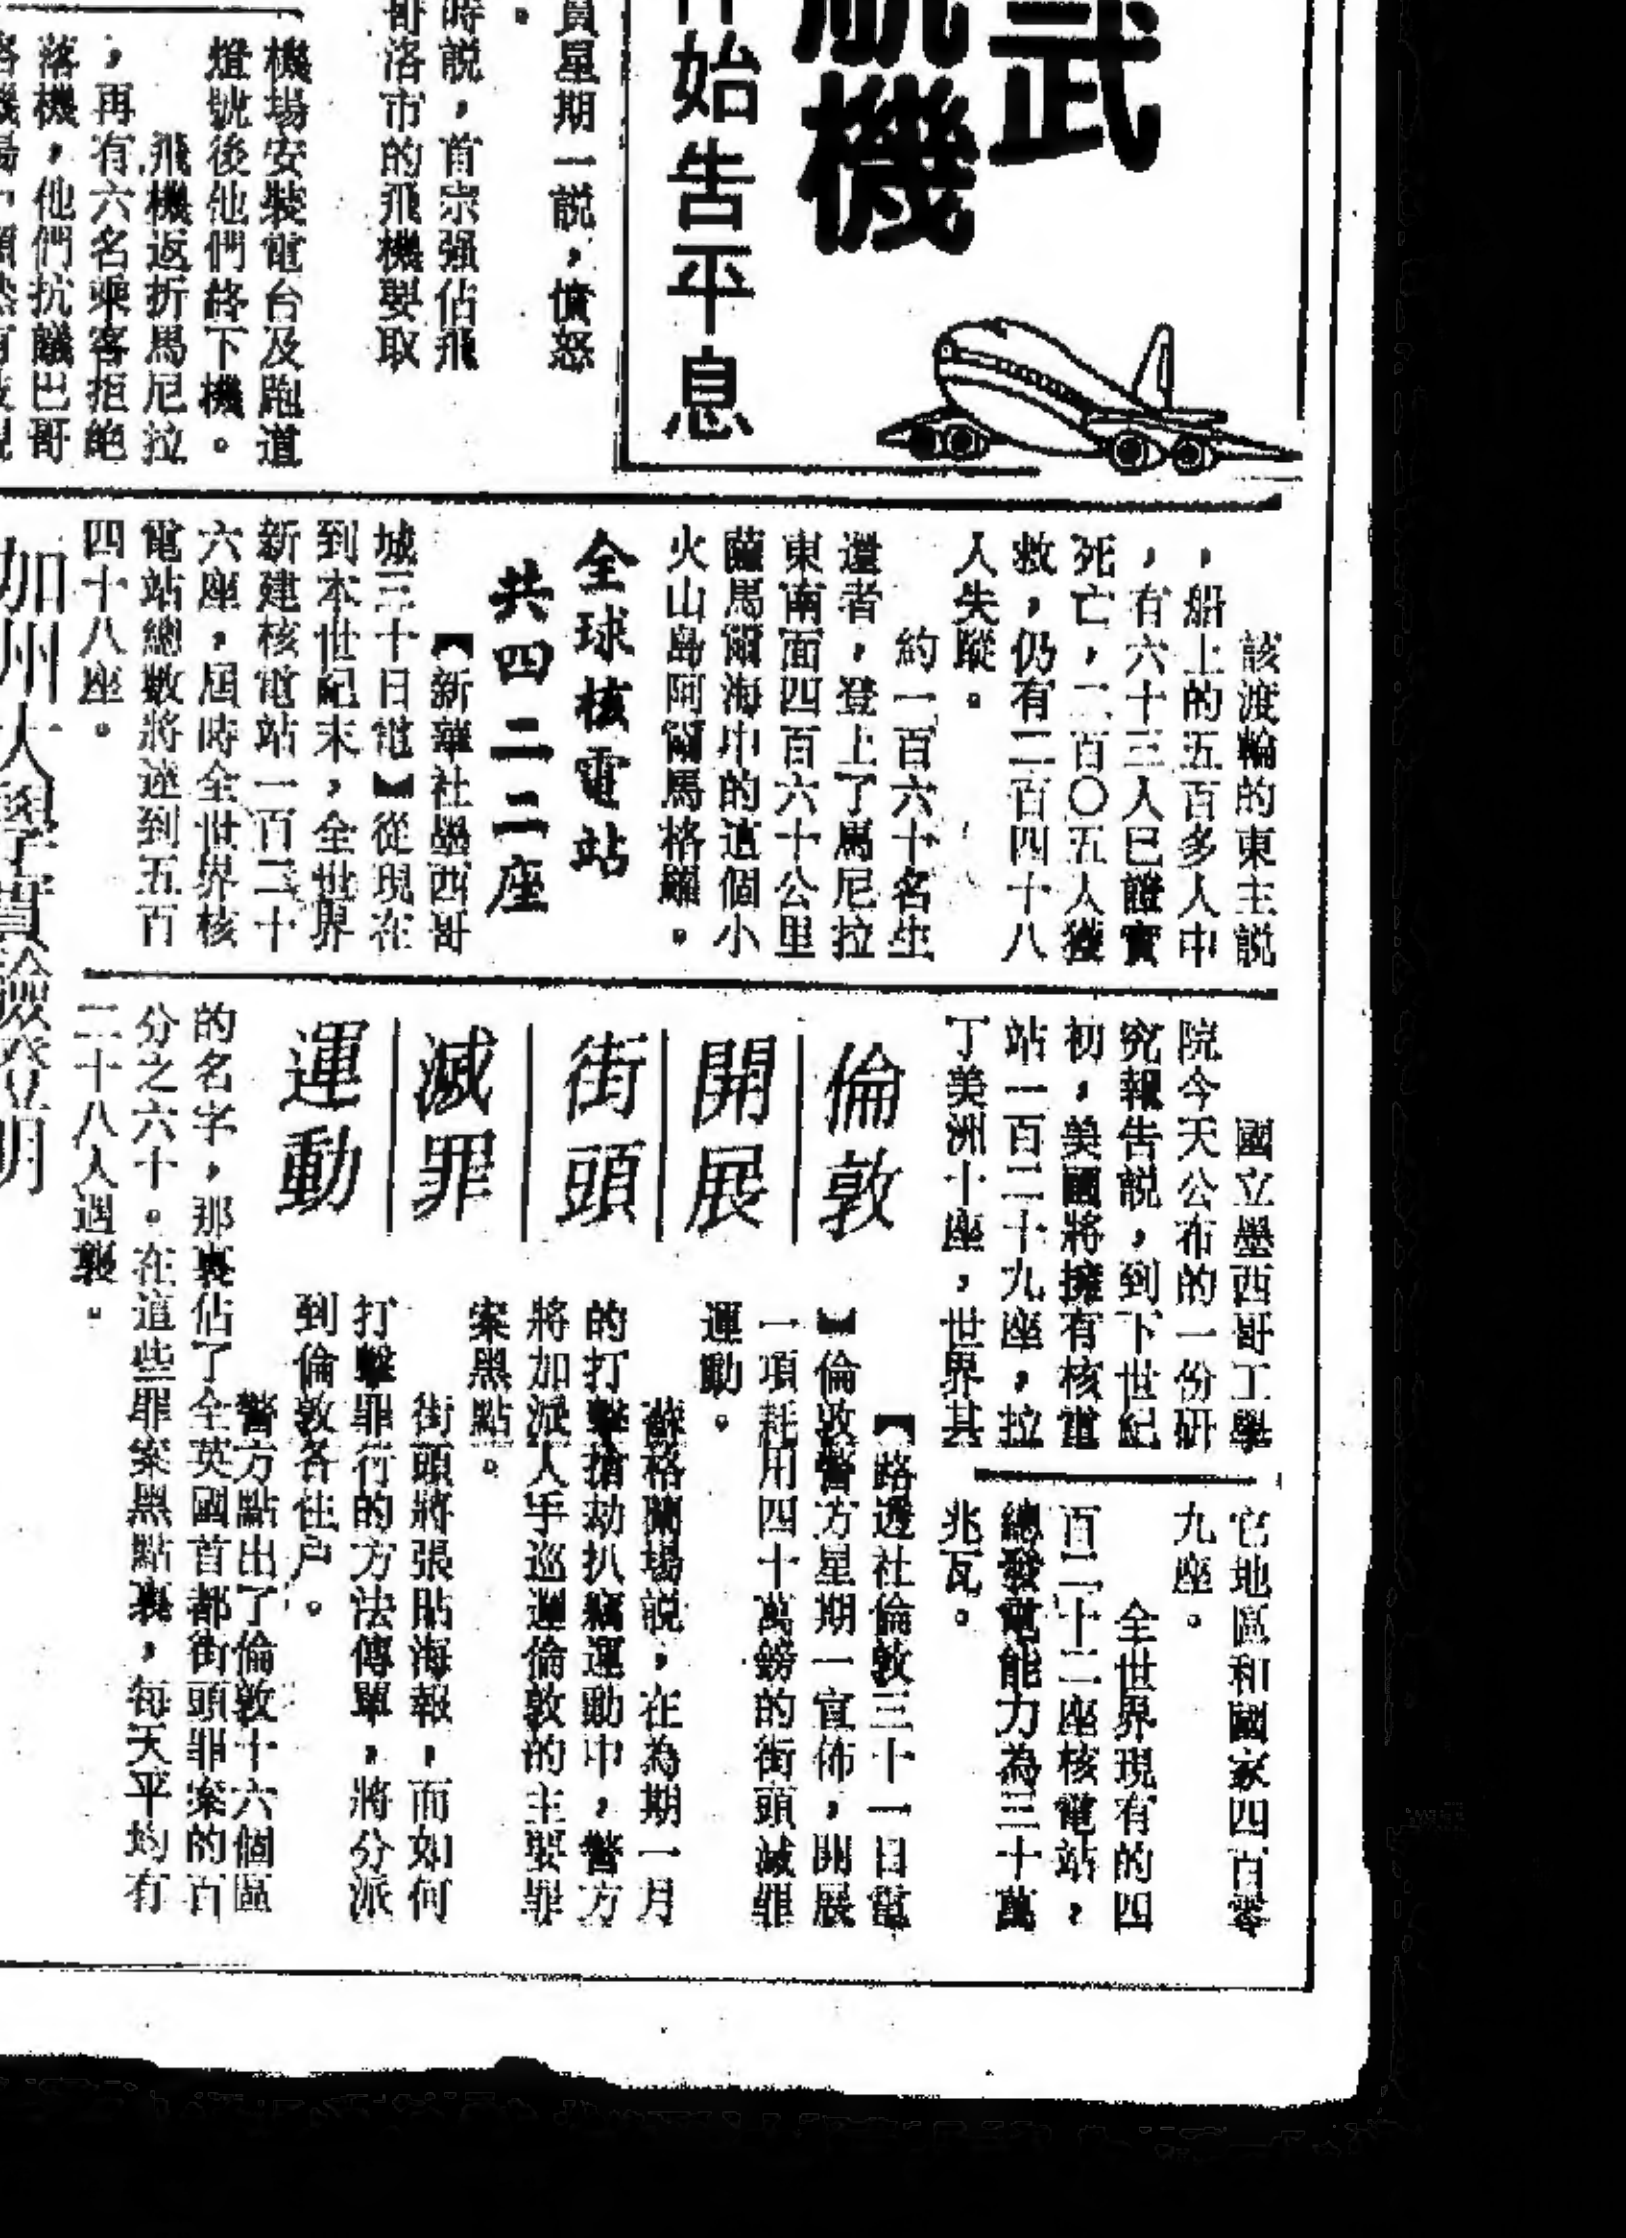 武
航機
件始告平息
員星期一説，憤怒
。
時説，首宗强佔飛
哥洛市的飛機要取
機場安裝電台及跑道
燈號後他們才下機。
飛機返折馬尼拉
，再有六名乘客拒絶
落機，他們抗議巴哥
該渡輪的東主説
，船上的五百多人中
，有六十三人已證實
死亡，二百〇五人獲
救，仍有二百四十八
人失蹤。
約一百六十名生
還者，登上了馬尼拉
東南面四百六十公里
薩馬爾海中的這個小
火山島阿爾馬格羅。
全球核電站
共四二二座
【新華社墨西哥
城三十日電】從現在
到本世紀末，全世界
新建核電站一百二十
六座，屆時全世界核
電站總數將達到五百
四十八座。
國立墨西哥工學
院今天公布的一份研
究報告説，到下世紀
初，美國將擁有核電
站一百二十九座，拉
丁美洲十座，世界其
它地區和國家四百零
九座。
全世界現有的四
百二十二座核電站，
總發電能力為三十萬
兆瓦。
倫敦
開展
街頭
滅罪
運動
【路透社倫敦三十一日電
】倫敦警方星期一宣佈，開展
一項耗用四十萬鎊的街頭滅罪
運動。
蘇格蘭場説，在為期一月
的打擊搶劫扒竊運動中，警方
將加派人手巡邏倫敦的主要罪
案黑點。
街頭將張貼海報，而如何
打擊罪行的方法傳單，將分派
到倫敦各住戶。
警方點出了倫敦十六個區
的名字，那裏佔了全英國首都街頭罪案的百
分之六十。在這些罪案黑點裏，每天平均有
二十八人遇襲。
加州大學實驗發明